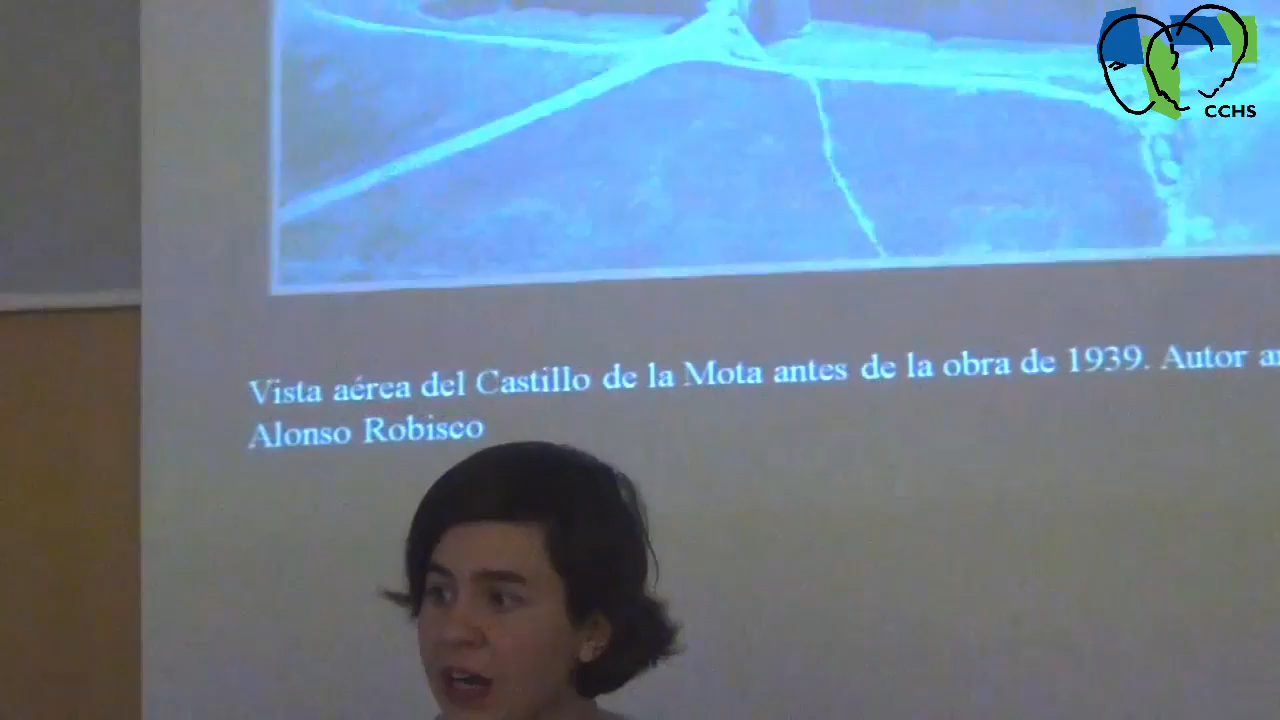 CCHS
Vista aérea del Castillo de la Mota antes de la obra de 1939. Autor
Alonso Robisco